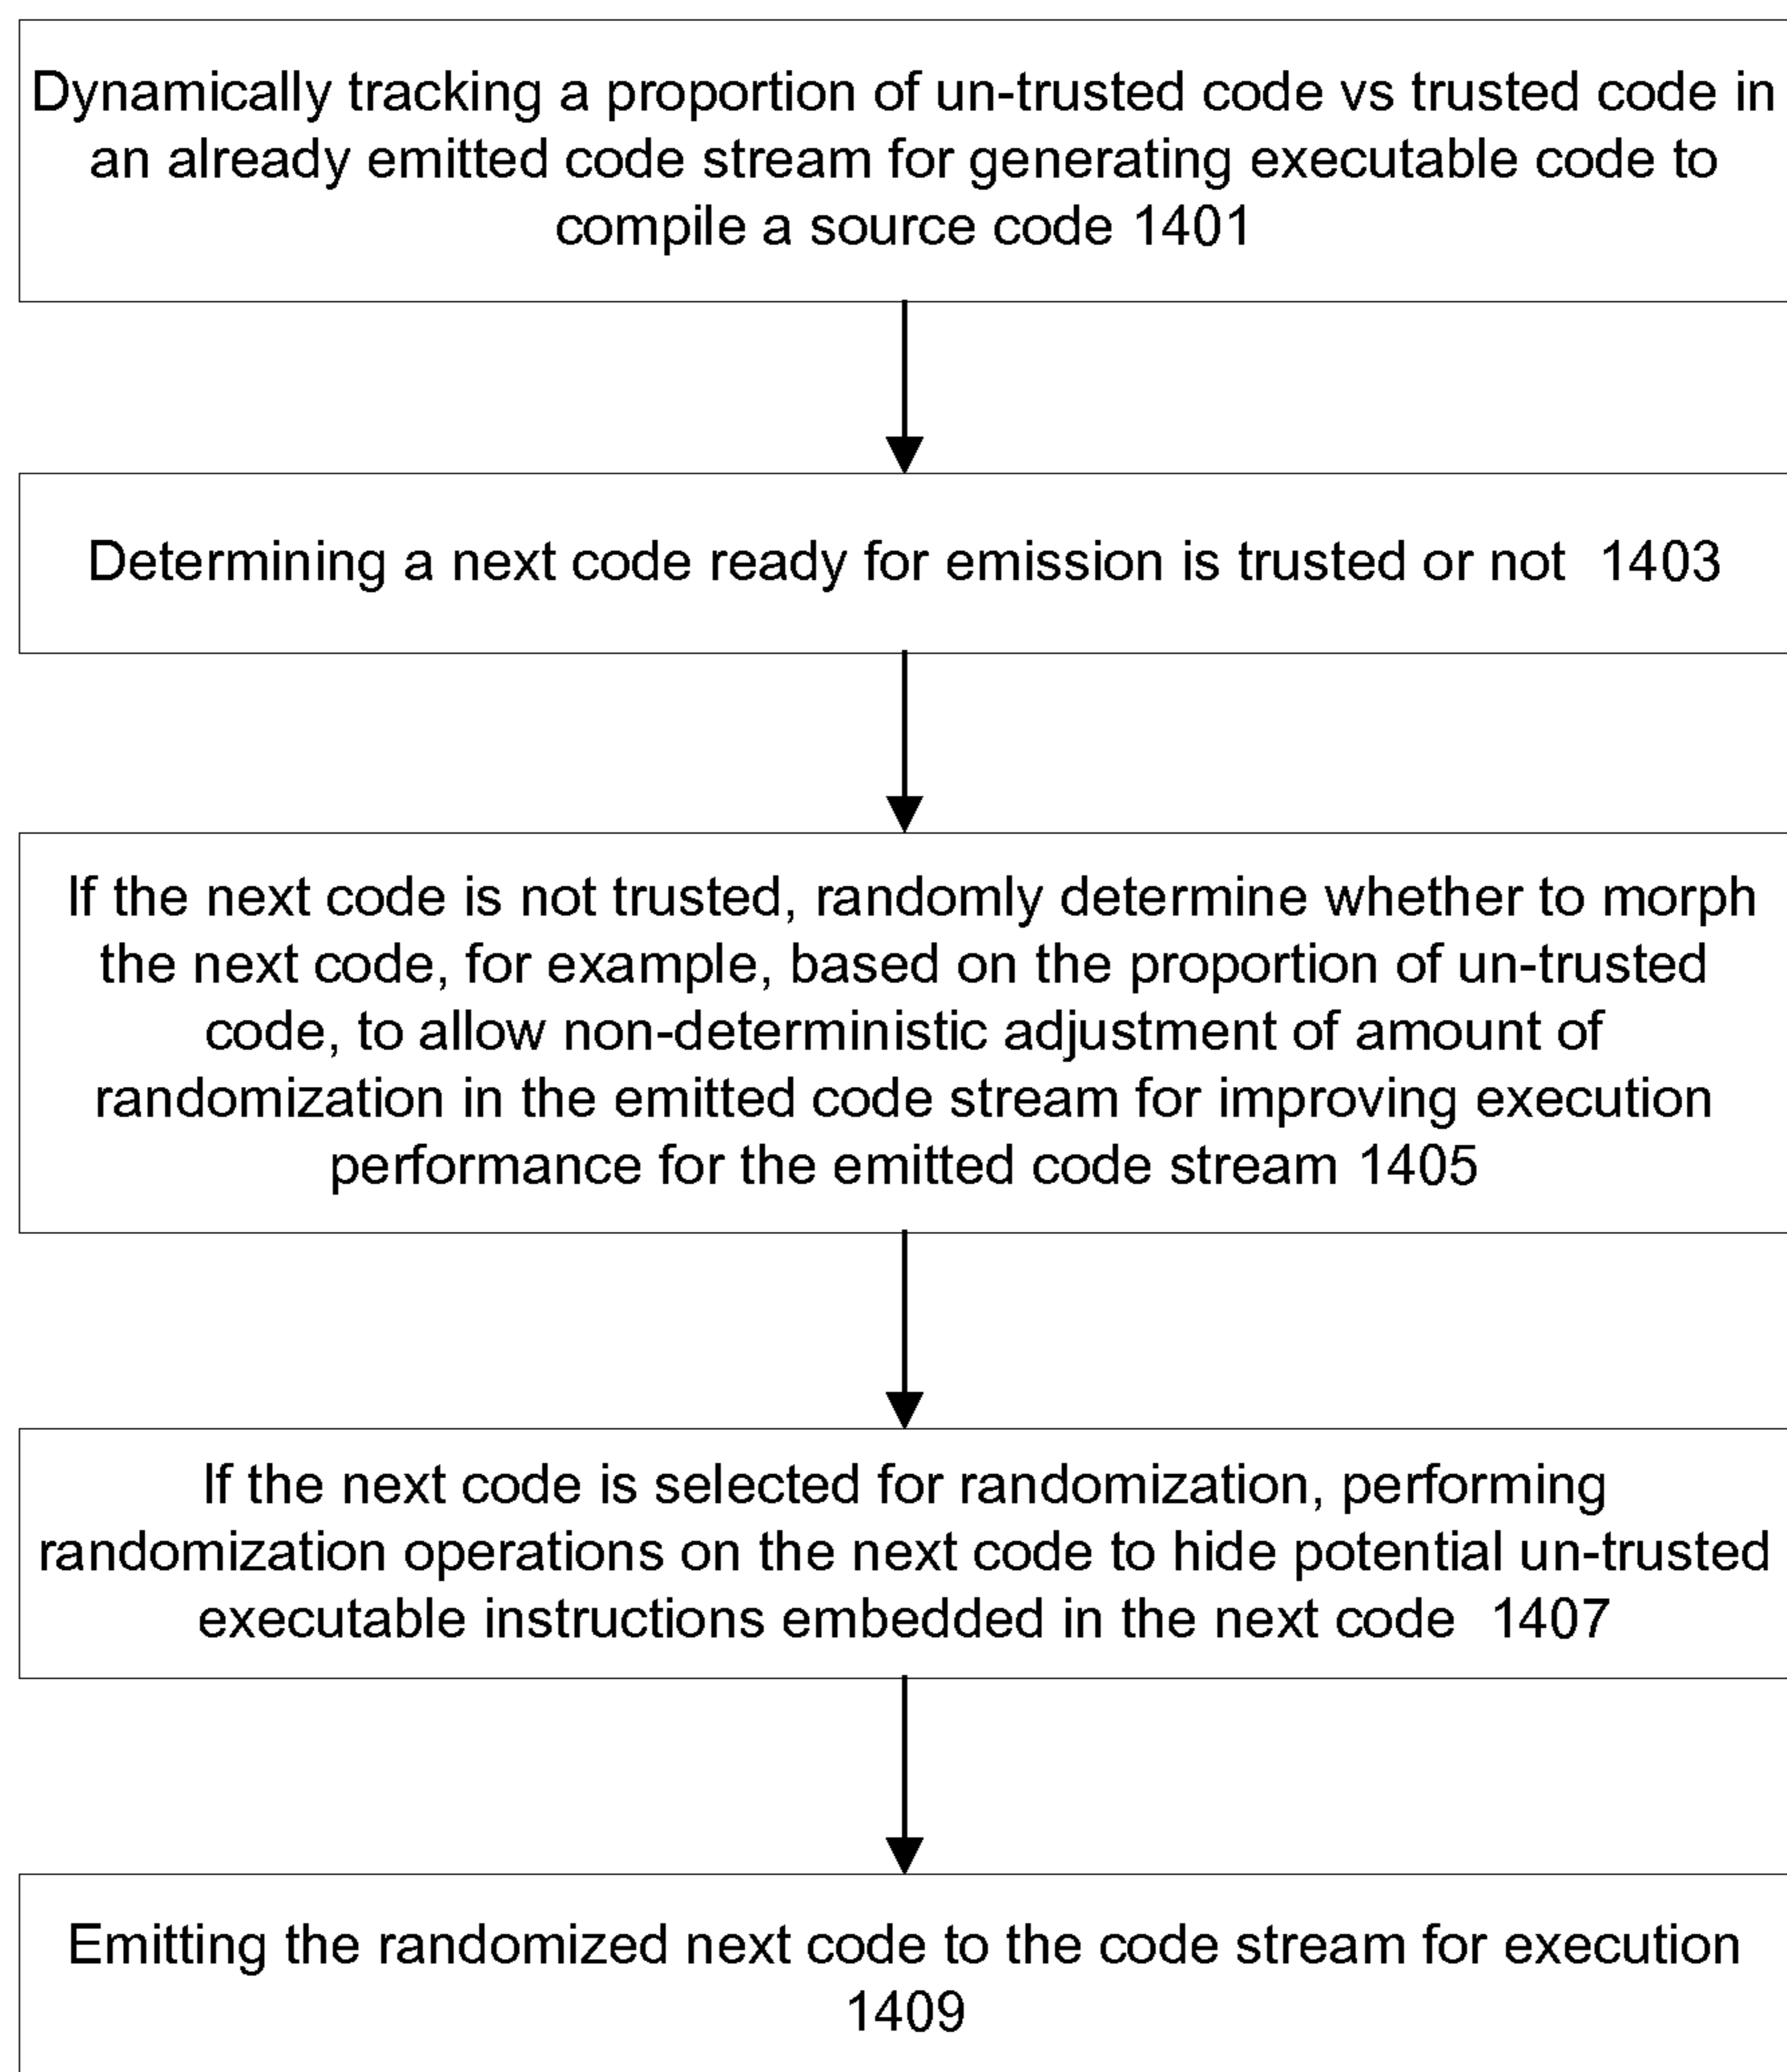 Dynamically tracking a proportion of un-trusted code vs trusted code in
an already emitted code stream for generating executable code to
compile a source code 1401
Determining a next code ready for emission is trusted or not 1403
If the next code is not trusted, randomly determine whether to morph
the next code, for example, based on the proportion of un-trusted
code, to allow non-deterministic adjustment of amount of
randomization in the emitted code stream for improving execution
performance for the emitted code stream 1405
If the next code is selected for randomization, performing
randomization operations on the next code to hide potential un-trusted
executable instructions embedded in the next code 1407
Emitting the randomized next code to the code stream for execution
1409